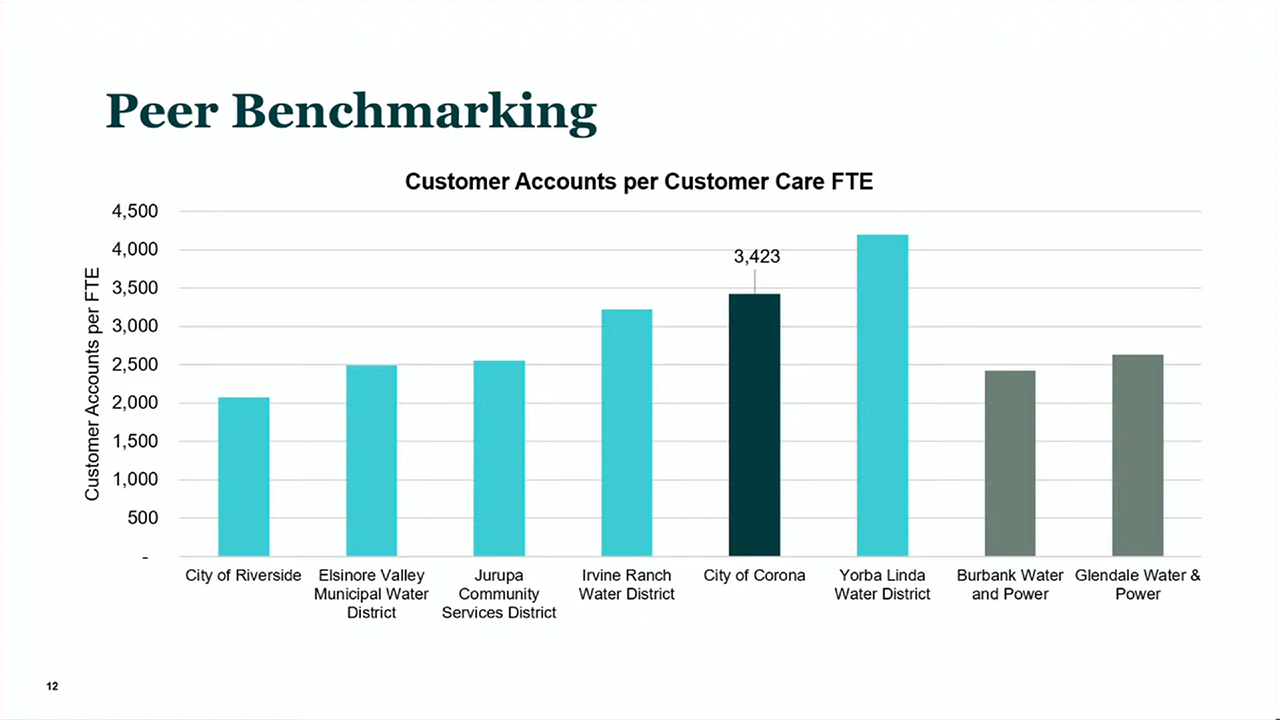 Peer Benchmarking
Customer Accounts per Customer Care FTE
Customer Accounts per FTE
4,500
4,000
3,500
3,000
2,500
2,000
1,500
1,000
500
-
3,423
City of Riverside
Elsinore Valley
Municipal Water
District
Jurupa
Community
Services District
Irvine Ranch
Water District
City of Corona
Yorba Linda
Water District
Burbank Water
and Power
Glendale Water &
Power
12